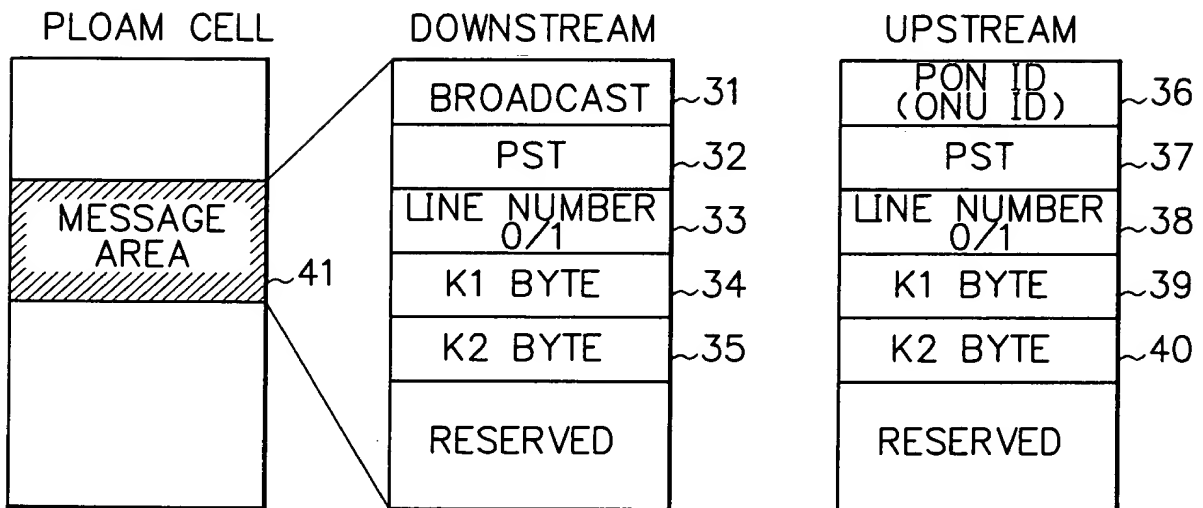 PLOAM CELL
MESSAGE
AREA
41
DOWNSTREAM
BROADCAST
31
PST
32
LINE NUMBER
0/1
33
K1 BYTE
34
K2 BYTE
35
RESERVED
UPSTREAM
PON ID
(ONU ID)
36
PST
37
LINE NUMBER
0/1
38
K1 BYTE
39
K2 BYTE
40
RESERVED